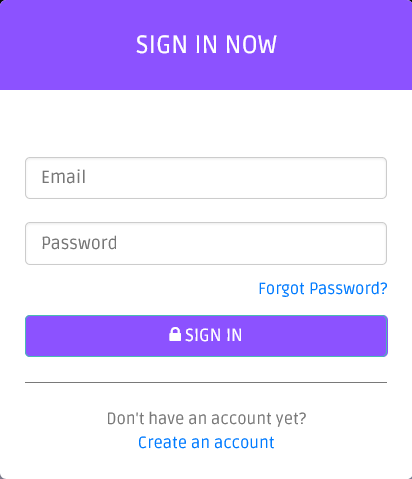 SIGN IN NOW
Email
Password
Forgot Password?
SIGN IN
Don't have an account yet?
Create an account